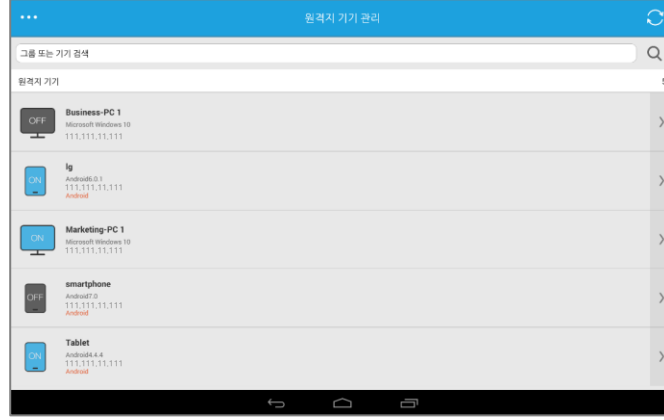 원격지 기기 관리
그룹 또는 기기 검색
원격지 기기
OFF
Business-PC 1
Microsoft Windows 10
111.111.11.111
ON
lg
Android6.0.1
111.111.11.111
Android
ON
Marketing-PC 1
Microsoft Windows 10
111.111.11.111
OFF
smartphone
Android7.0
111.111.11.111
Android
ON
Tablet
Android4.4.4
111.111.11.111
Android